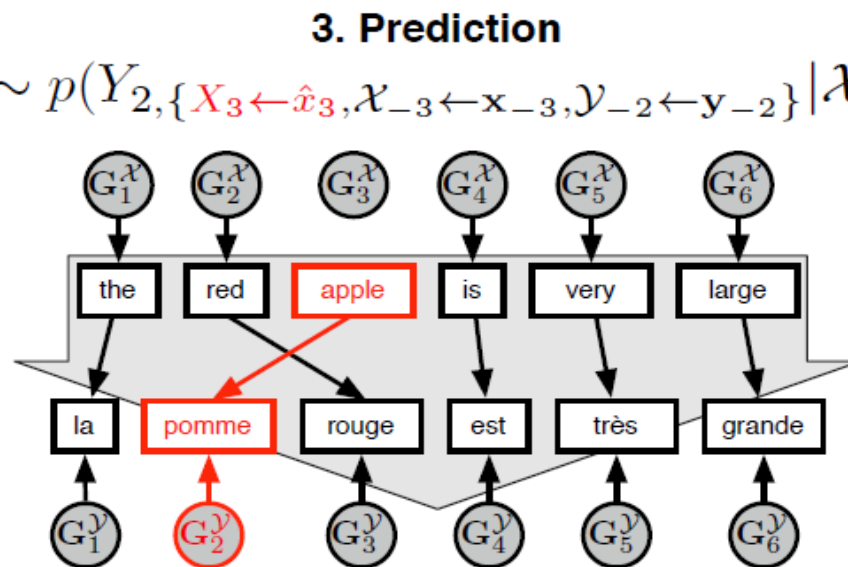 3. Prediction
∼ p(Y_{2,{X_3←x̂_3,𝒳_{−3}←𝐱_{−3},𝒴_{−2}←𝐲_{−2}}}|𝒳
G_1^𝒳 G_2^𝒳 G_3^𝒳 G_4^𝒳 G_5^𝒳 G_6^𝒳
the red apple is very large
la pomme rouge est très grande
G_1^𝒴 G_2^𝒴 G_3^𝒴 G_4^𝒴 G_5^𝒴 G_6^𝒴